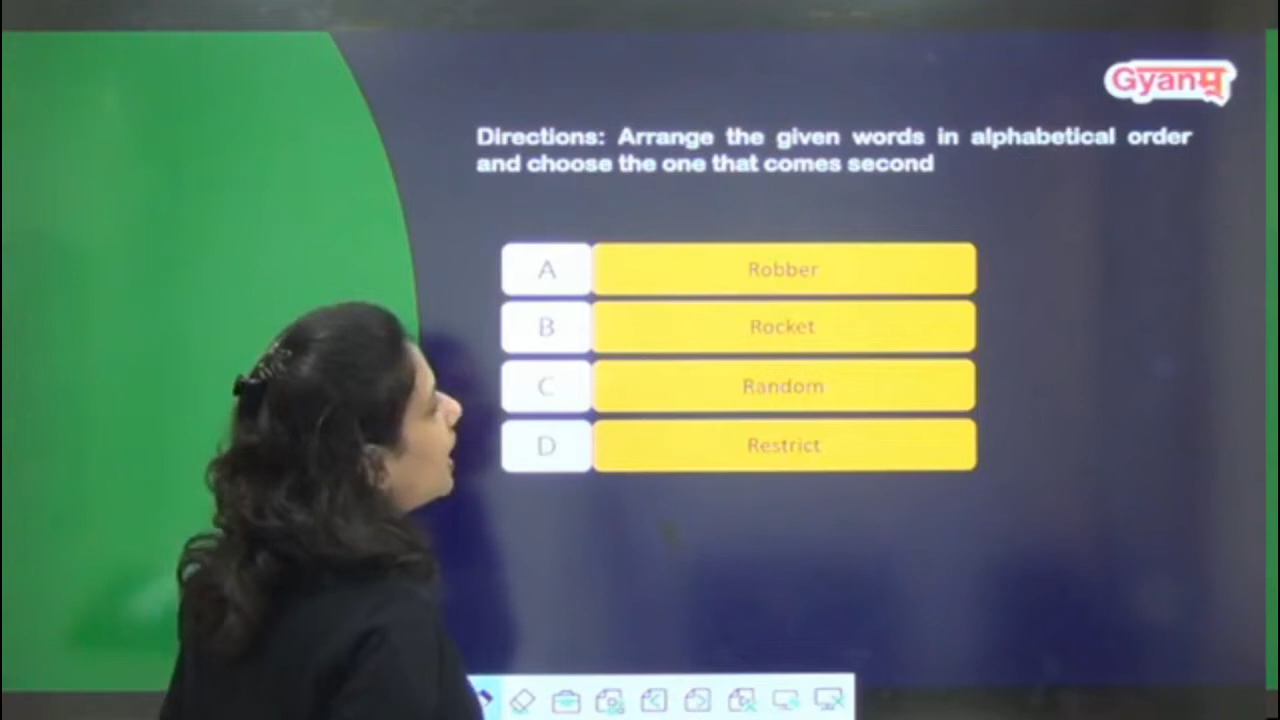 Gyanम्
Directions: Arrange the given words in alphabetical order
and choose the one that comes second
A Robber
B Rocket
C Random
D Restrict